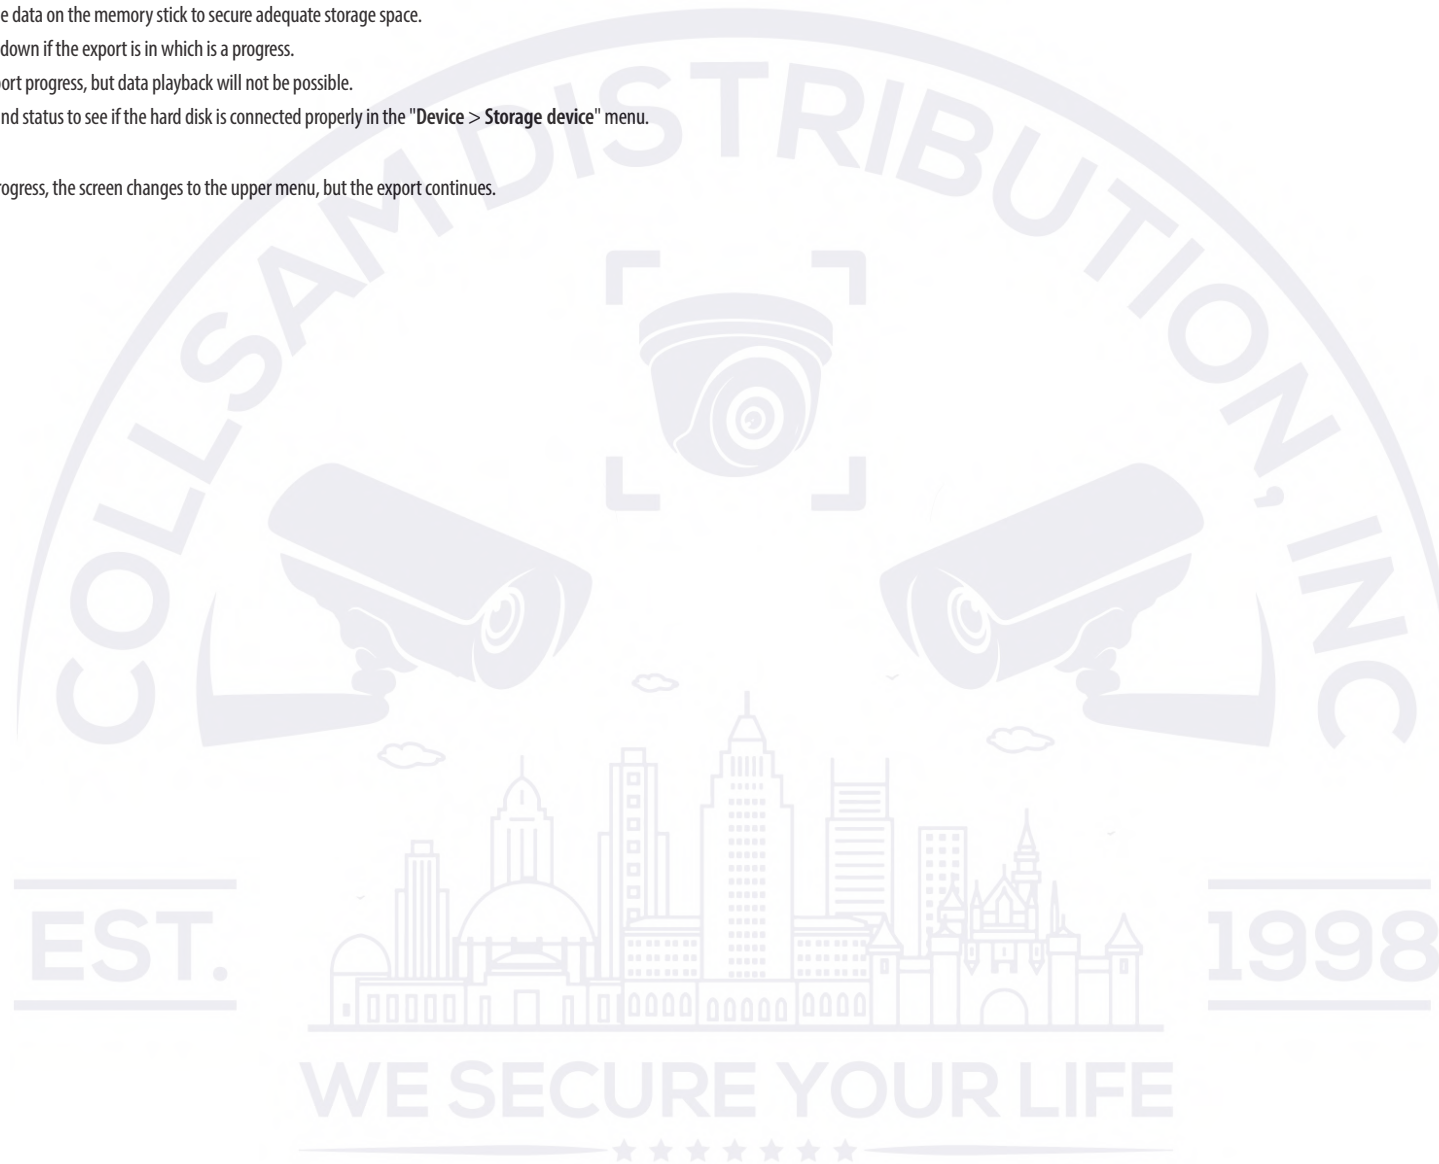 e data on the memory stick to secure adequate storage space.
down if the export is in which is a progress.
ort progress, but data playback will not be possible.
nd status to see if the hard disk is connected properly in the "Device > Storage device" menu.
rogress, the screen changes to the upper menu, but the export continues.
COLLSAM DISTRIBUTION, INC
EST.
1998
WE SECURE YOUR LIFE